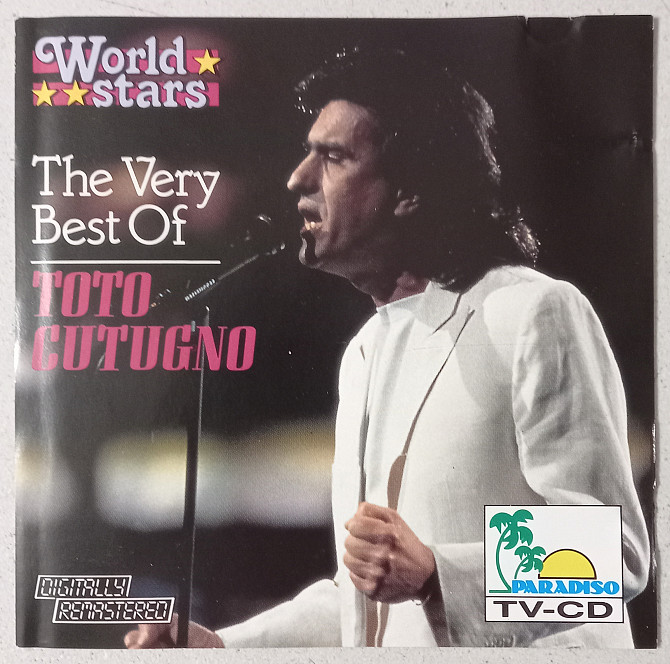 World
stars
The Very
Best Of
TOTO
CUTUGNO
DIGITALLY
REMASTERED
PARADISO
TV-CD